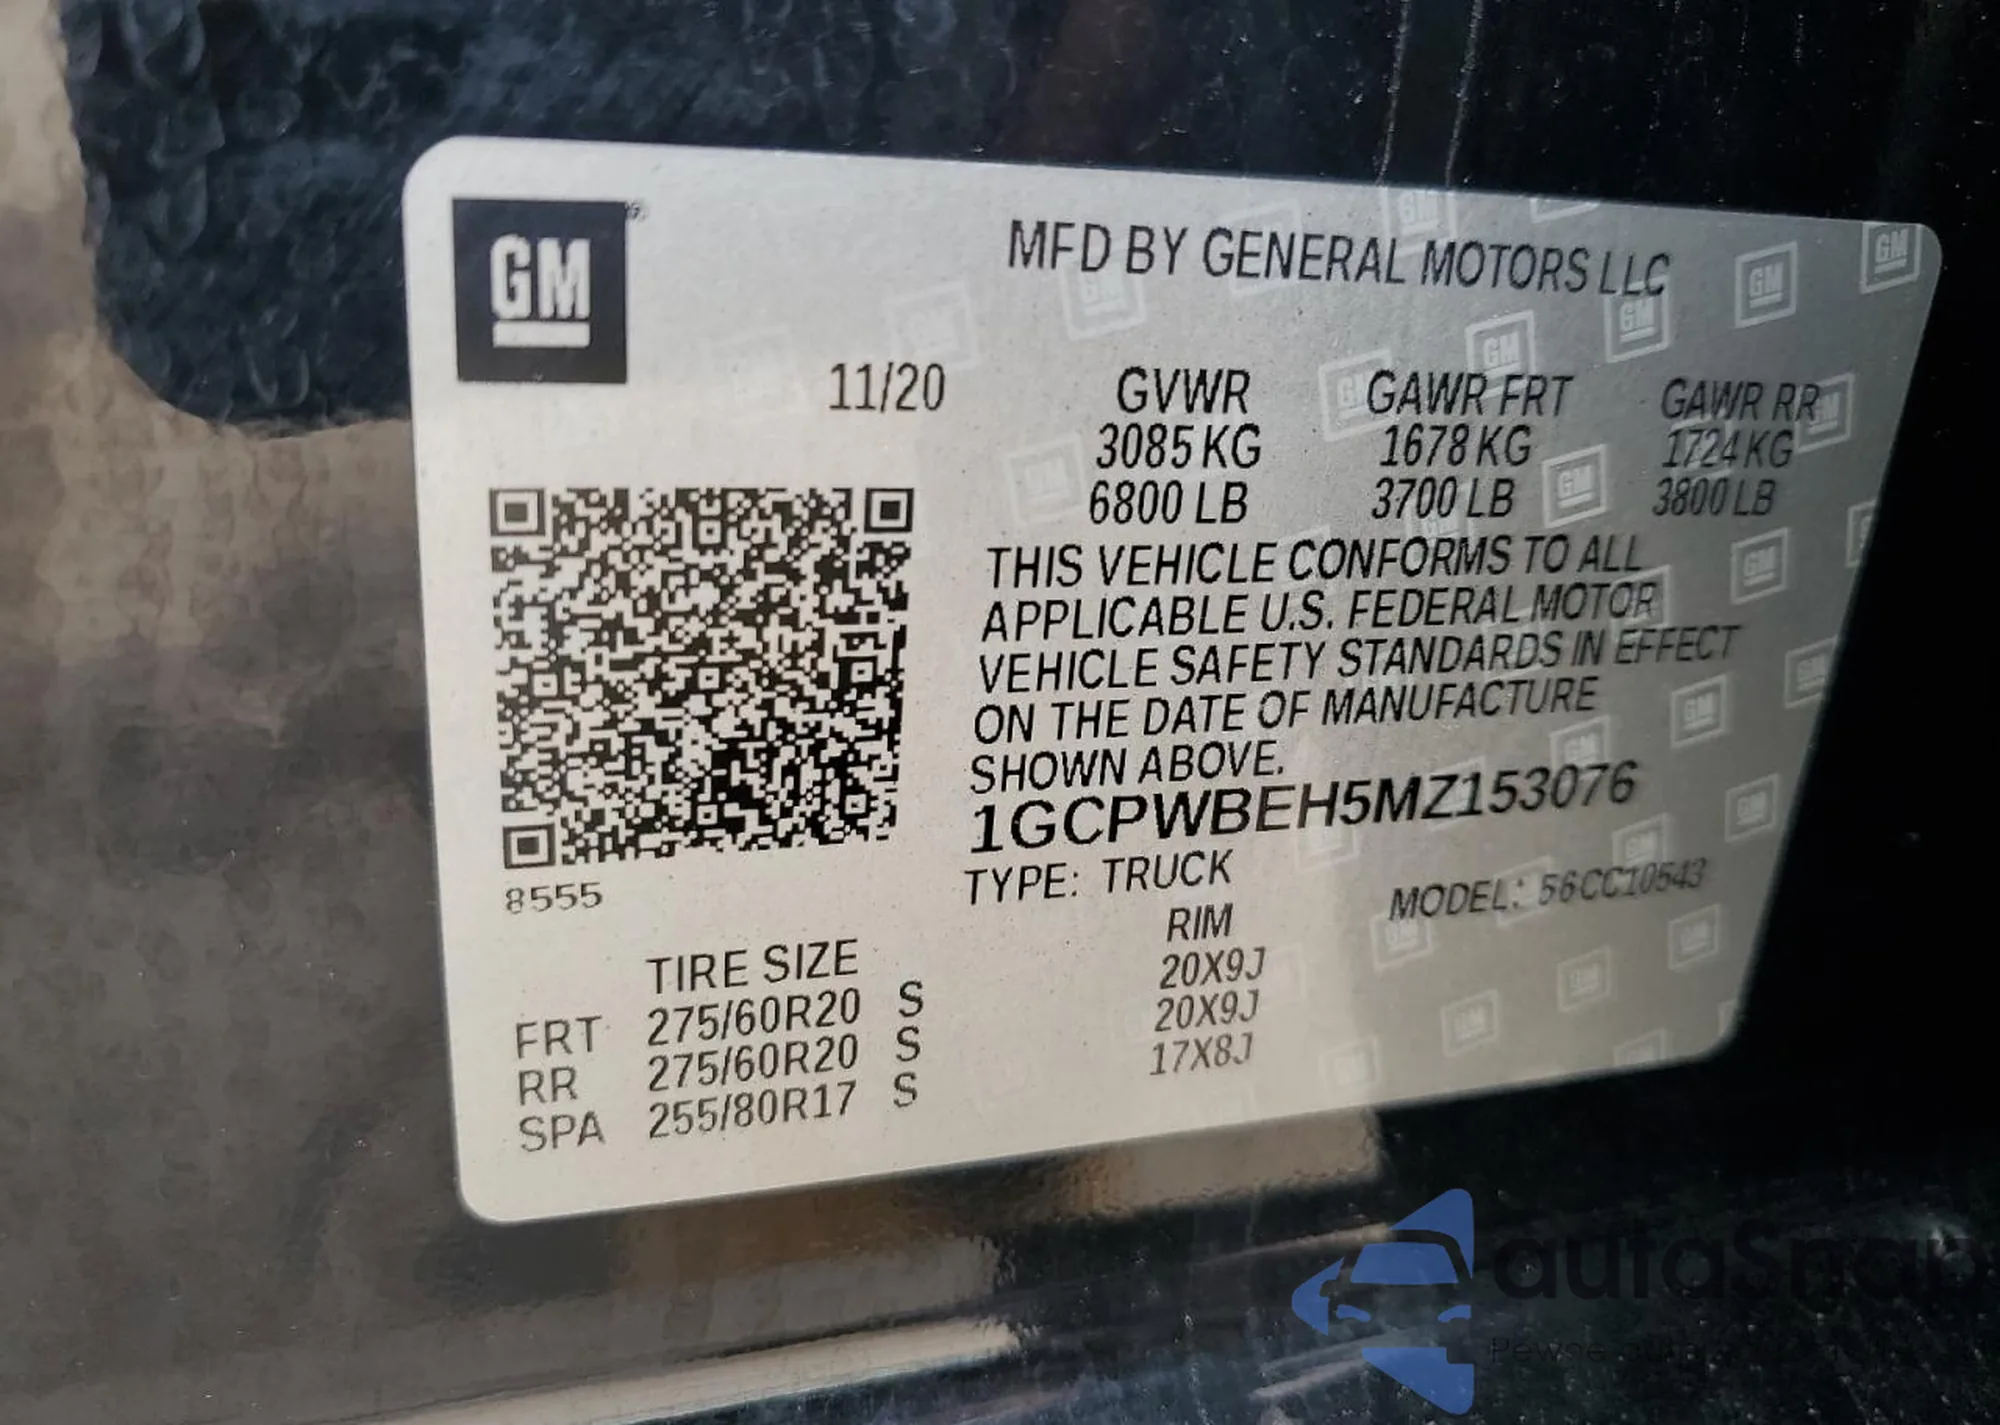 GM
MFD BY GENERAL MOTORS LLC
11/20
GVWR GAWR FRT GAWR RR
3085 KG 1678 KG 1724 KG
6800 LB 3700 LB 3800 LB
THIS VEHICLE CONFORMS TO ALL
APPLICABLE U.S. FEDERAL MOTOR
VEHICLE SAFETY STANDARDS IN EFFECT
ON THE DATE OF MANUFACTURE
SHOWN ABOVE.
1GCPWBEH5MZ153076
8555
TYPE: TRUCK MODEL: 56CC10543
TIRE SIZE RIM
FRT 275/60R20 S 20X9J
RR 275/60R20 S 20X9J
SPA 255/80R17 S 17X8J
autaSnap
Pewne auta